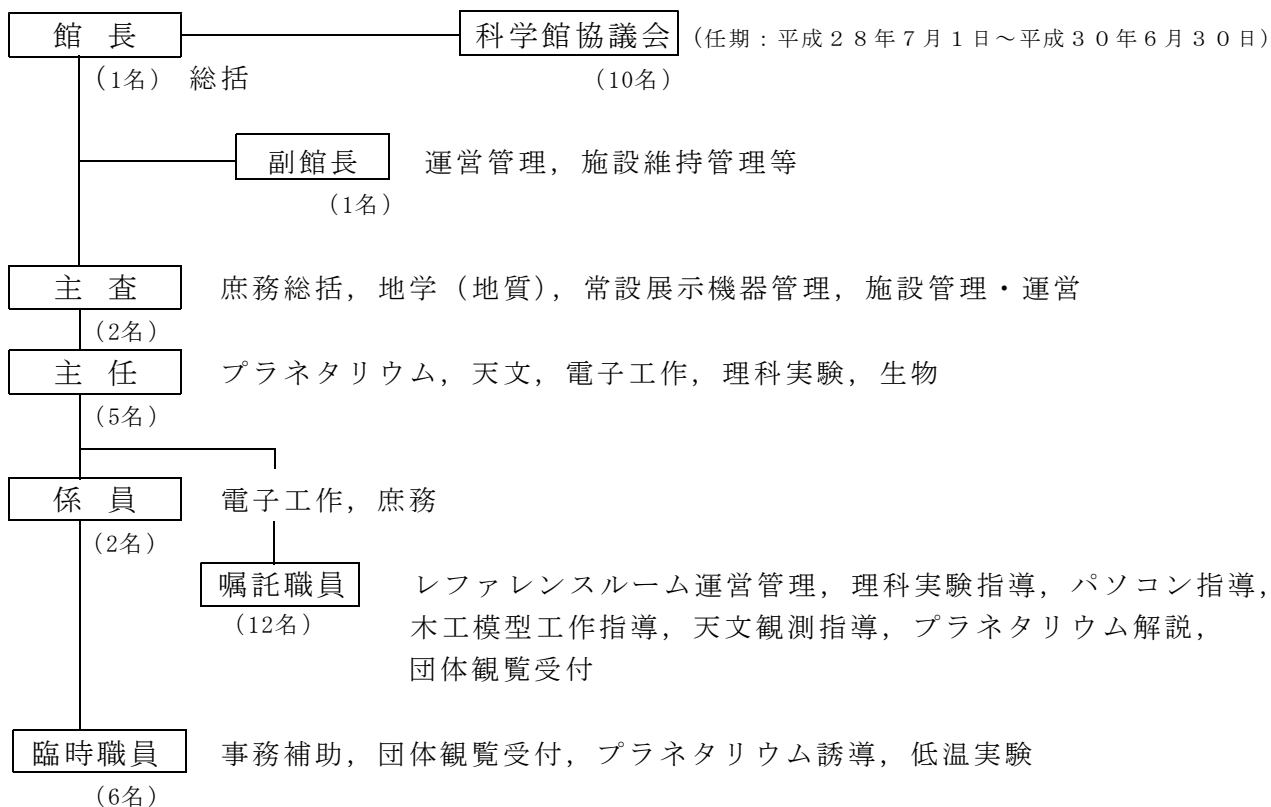 館 長 科学館協議会 (任期：平成28年7月1日～平成30年6月30日)
(1名) 総括 (10名)
副館長 運営管理，施設維持管理等
(1名)
主 査 庶務総括，地学（地質），常設展示機器管理，施設管理・運営
(2名)
主 任 プラネタリウム，天文，電子工作，理科実験，生物
(5名)
係 員 電子工作，庶務
(2名)
嘱託職員 レファレンスルーム運営管理，理科実験指導，パソコン指導，
(12名) 木工模型工作指導，天文観測指導，プラネタリウム解説，
団体観覧受付
臨時職員 事務補助，団体観覧受付，プラネタリウム誘導，低温実験
(6名)